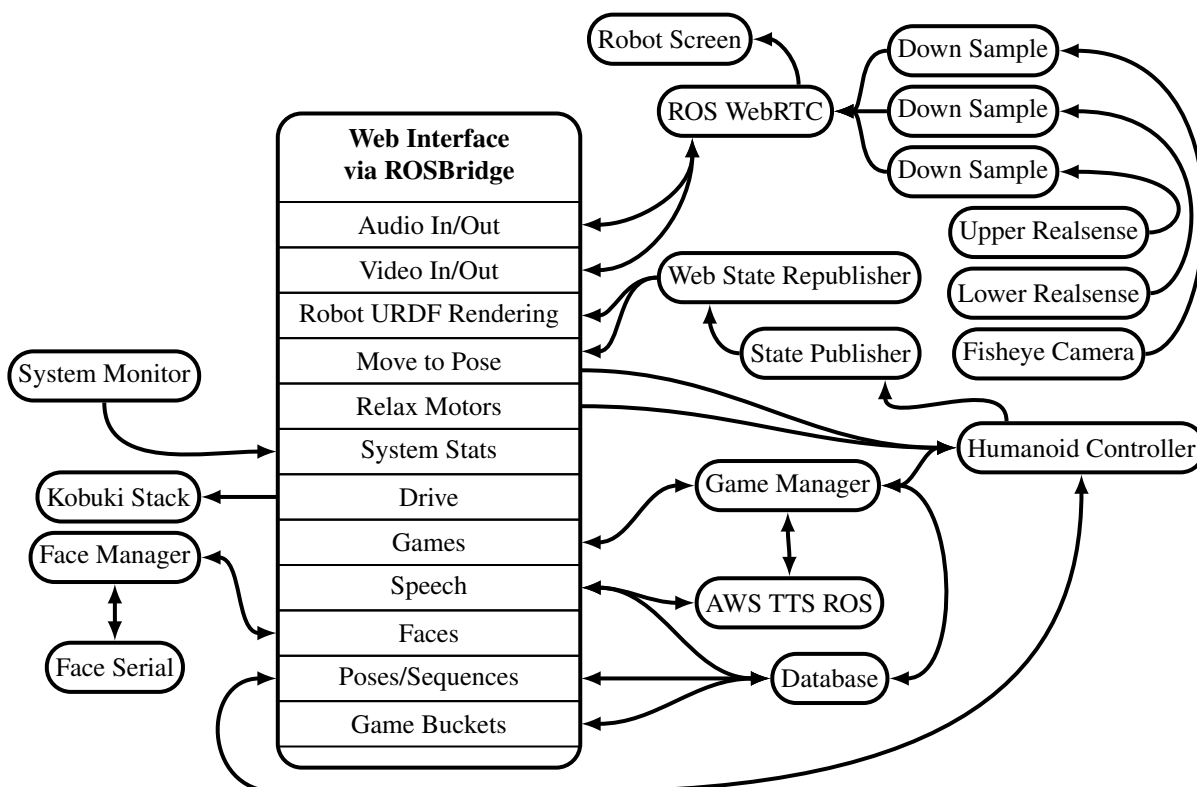 Robot Screen
Down Sample
ROS WebRTC
Down Sample
Down Sample
Web Interface
via ROSBridge
Audio In/Out
Video In/Out
Robot URDF Rendering
Move to Pose
Relax Motors
System Stats
Drive
Games
Speech
Faces
Poses/Sequences
Game Buckets
Upper Realsense
Web State Republisher
Lower Realsense
State Publisher
Fisheye Camera
System Monitor
Humanoid Controller
Kobuki Stack
Game Manager
Face Manager
AWS TTS ROS
Face Serial
Database